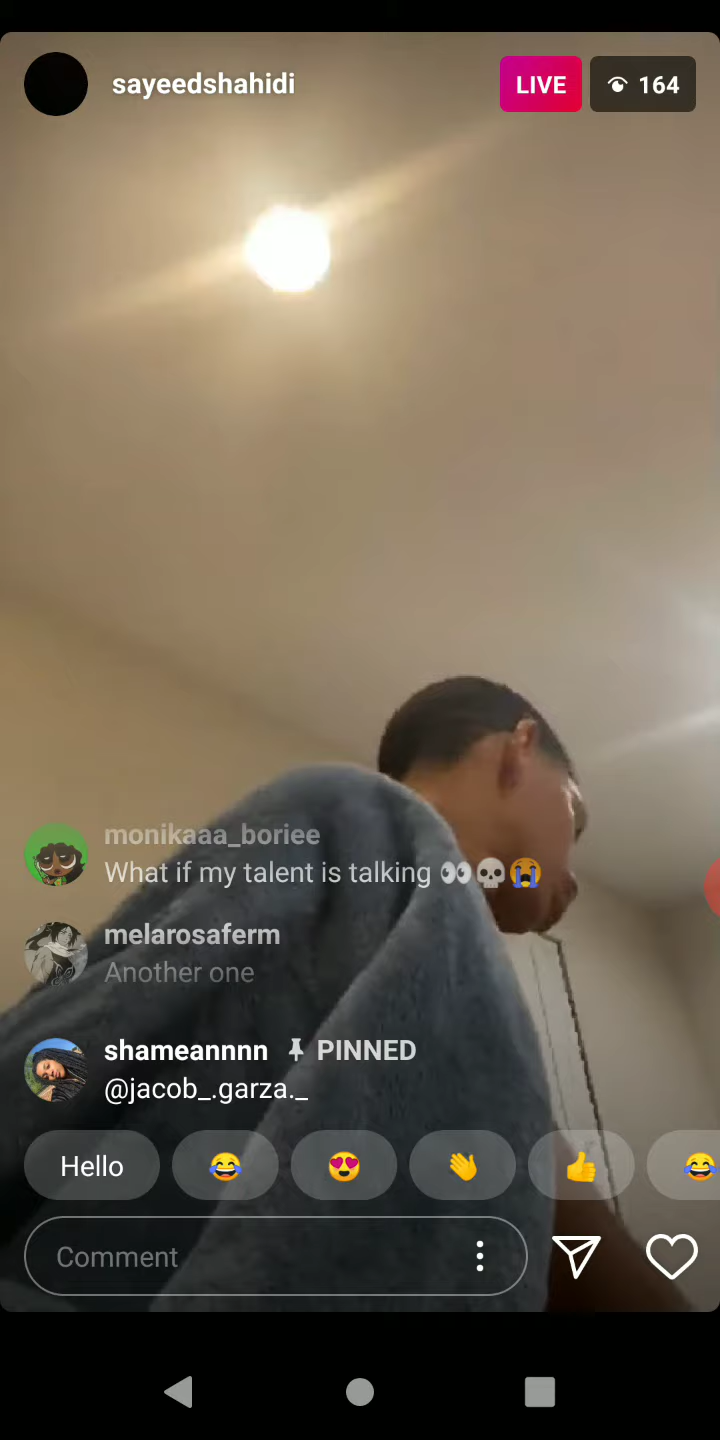 sayeedshahidi
LIVE
164
monikaaa_boriee
What if my talent is talking 👀💀😭
melarosaferm
Another one
shameannnn PINNED
@jacob_.garza._
Hello
Comment